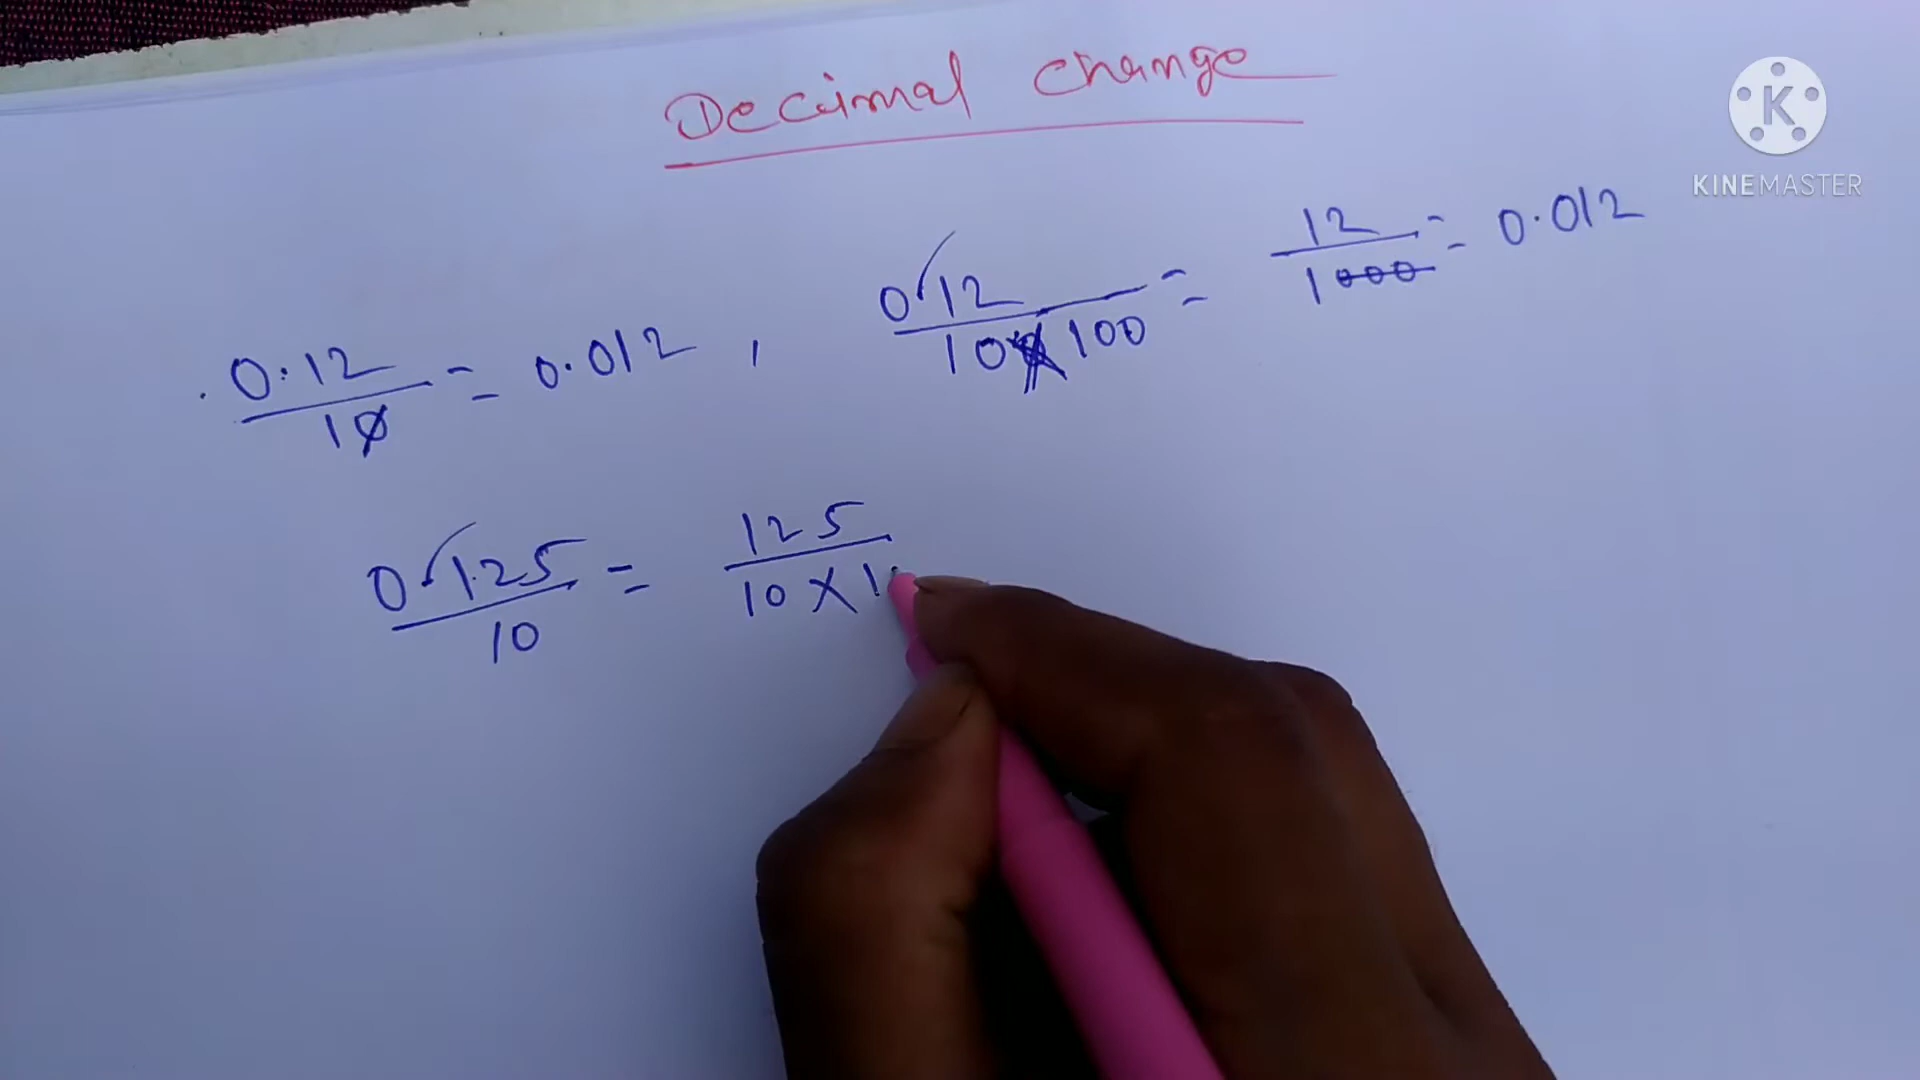 Decimal change
KINEMASTER
0.12/10 = 0.012 , 0.12/10 100 = 12/1000 = 0.012
0.125/10 = 125/10×1